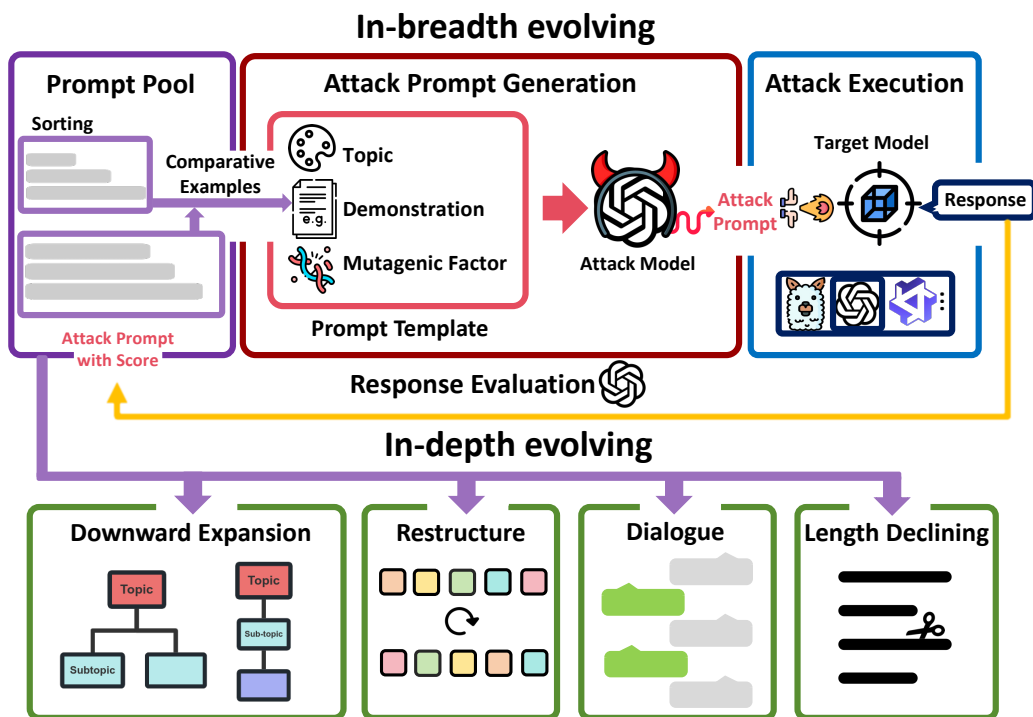 In-breadth evolving
Prompt Pool
Sorting
Comparative
Examples
Attack Prompt
with Score
Attack Prompt Generation
Topic
e.g.
Demonstration
Mutagenic Factor
Prompt Template
Attack Model
Attack
Prompt
Attack Execution
Target Model
Response
Response Evaluation
In-depth evolving
Downward Expansion
Topic
Subtopic
Topic
Sub-topic
Restructure
Dialogue
Length Declining